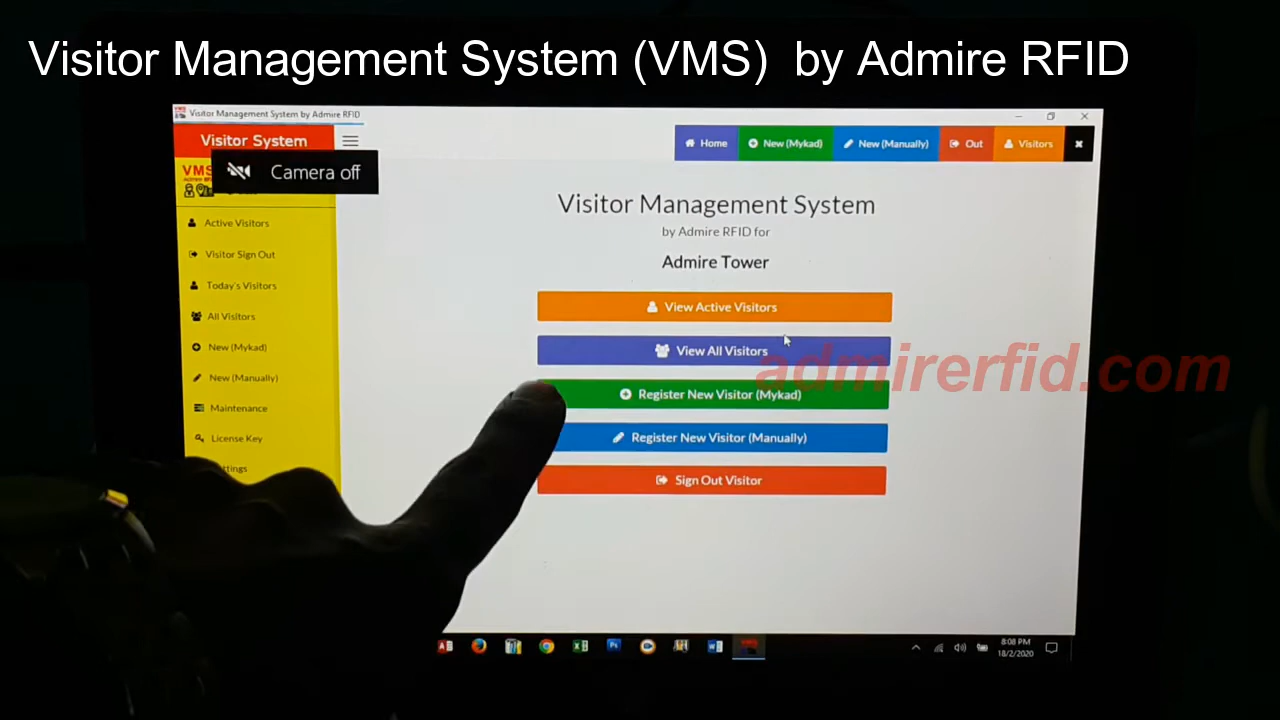 Visitor Management System (VMS) by Admire RFID
Visitor Management System by Admire RFID
Visitor System
Home
New (Mykad)
New (Manually)
Out
Visitors
VMS
Camera off
Active Visitors
Visitor Sign Out
Today's Visitors
All Visitors
New (Mykad)
New (Manually)
Maintenance
License Key
ttings
Visitor Management System
by Admire RFID for
Admire Tower
View Active Visitors
View All Visitors
Register New Visitor (Mykad)
Register New Visitor (Manually)
Sign Out Visitor
admirerfid.com
8:08 PM
18/2/2020